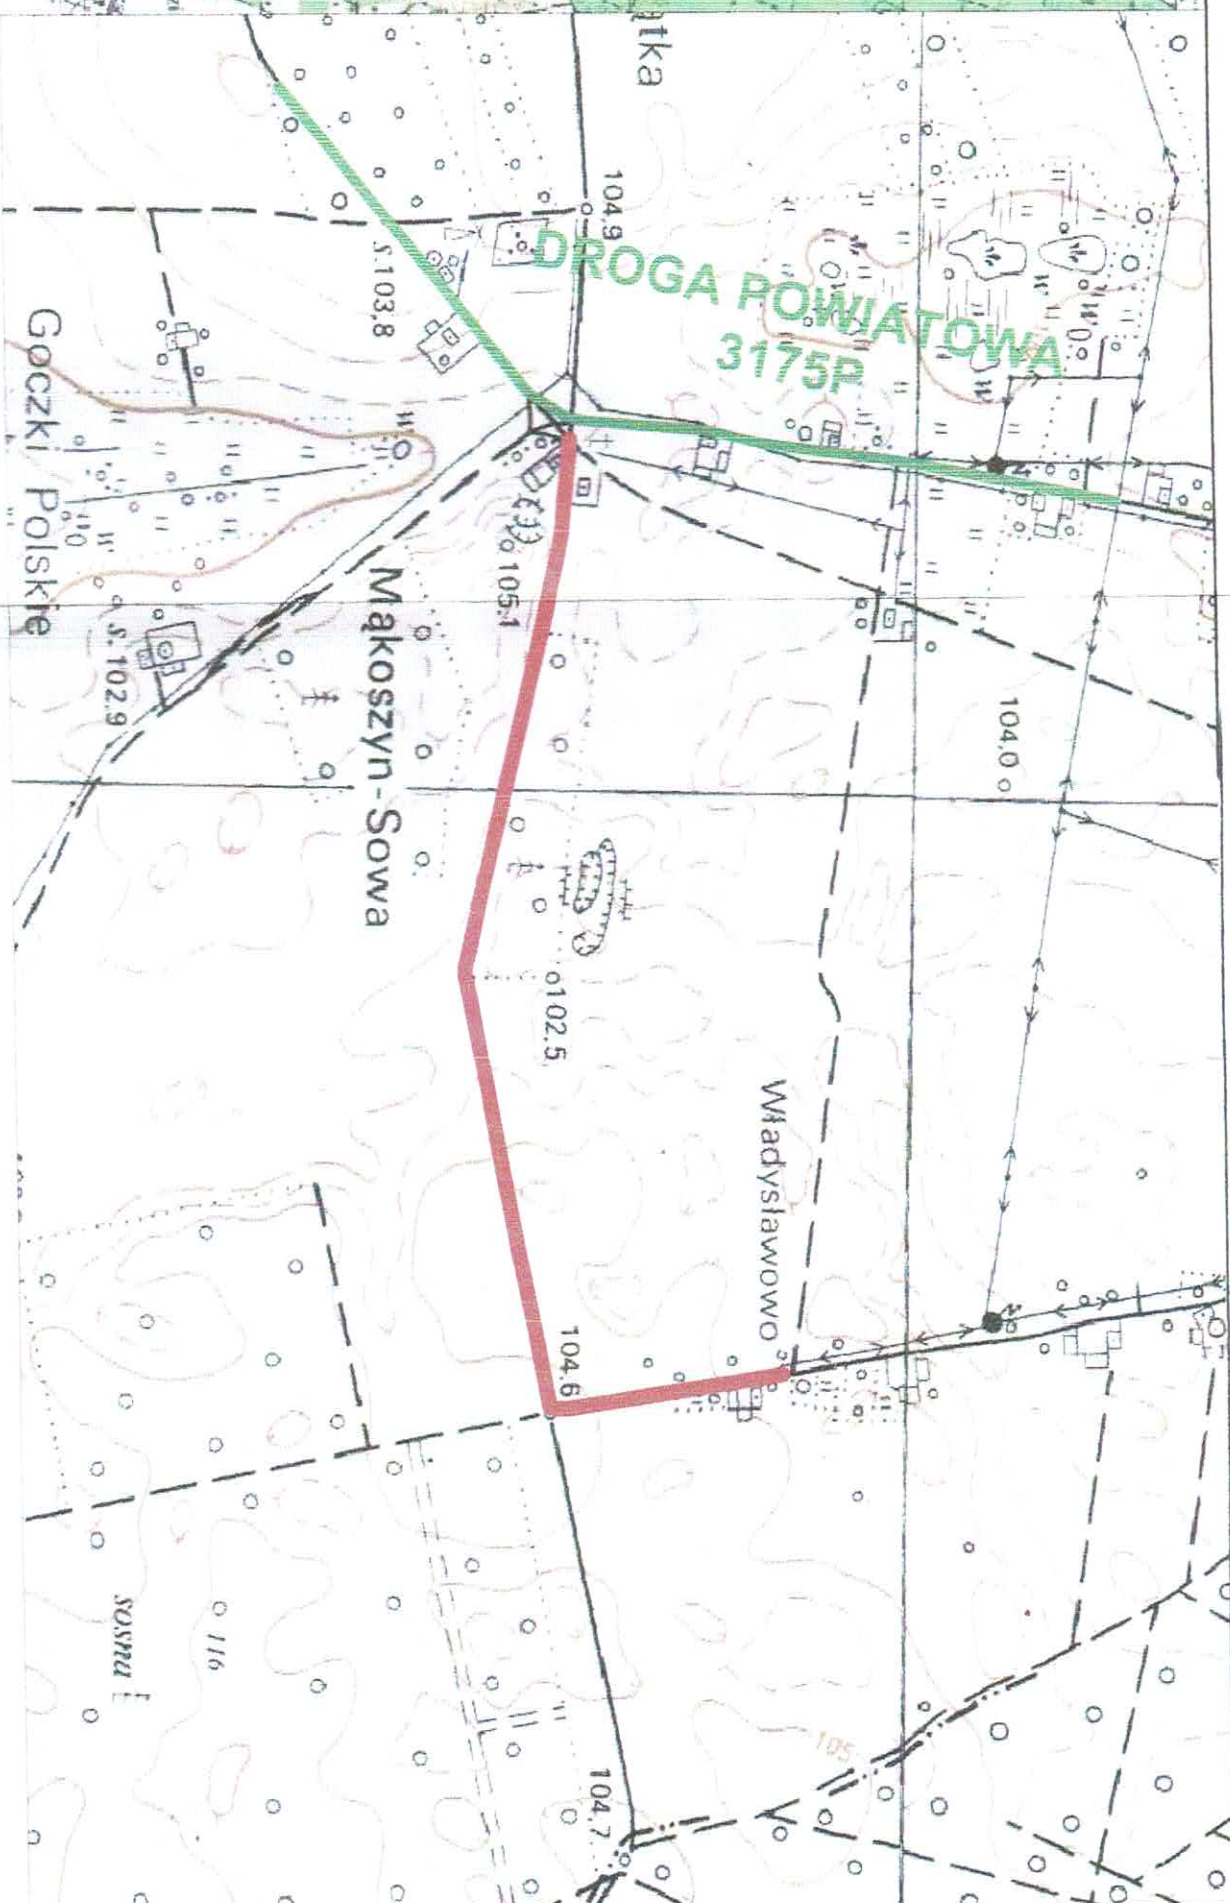 104,9
DROGA POWIATOWA
3175P
s.103,8
Goczki Polskie
105,1
Mąkoszyn-Sowa
s. 102,9
104,0
102,5
Władysławowo
104,6
sosna
116
105
104,7